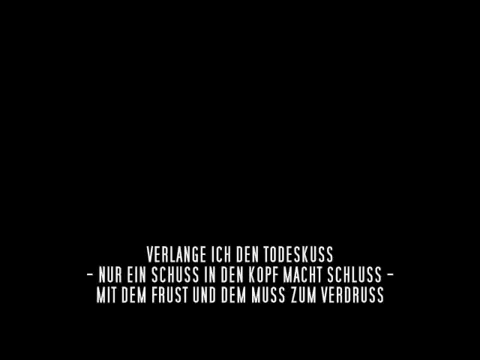 VERLANGE ICH DEN TODESKUSS
- NUR EIN SCHUSS IN DEN KOPF MACHT SCHLUSS -
MIT DEM FRUST UND DEM MUSS ZUM VERDRUSS